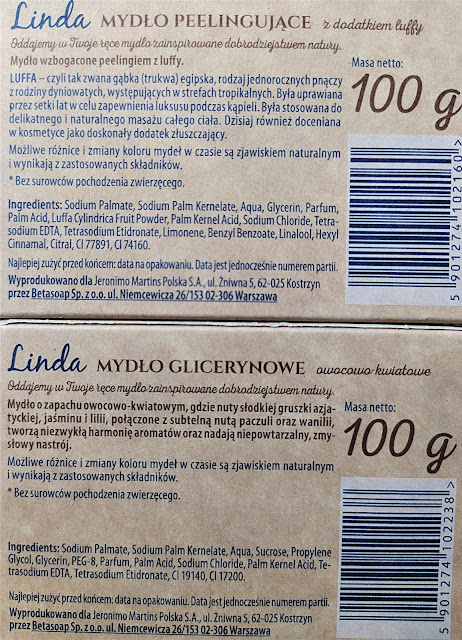 Linda MYDŁO PEELINGUJĄCE z dodatkiem luffy
Oddajemy w Twoje ręce mydło zainspirowane dobrodziejstwem natury.
Mydło wzbogacone peelingiem z luffy.
LUFFA – czyli tak zwana gąbka (trukwa) egipska, rodzaj jednorocznych pnączy
z rodziny dyniowatych, występujących w strefach tropikalnych. Była uprawiana
przez setki lat w celu zapewnienia luksusu podczas kąpieli. Była stosowana do
delikatnego i naturalnego masażu całego ciała. Dzisiaj również doceniana
w kosmetyce jako doskonały dodatek złuszczający.
Możliwe różnice i zmiany koloru mydeł w czasie są zjawiskiem naturalnym
i wynikają z zastosowanych składników.
* Bez surowców pochodzenia zwierzęcego.
Ingredients: Sodium Palmate, Sodium Palm Kernelate, Aqua, Glycerin, Parfum,
Palm Acid, Luffa Cylindrica Fruit Powder, Palm Kernel Acid, Sodium Chloride, Tetra-
sodium EDTA, Tetrasodium Etidronate, Limonene, Benzyl Benzoate, Linalool, Hexyl
Cinnamal, Citral, CI 77891, CI 74160.
Najlepiej zużyć przed końcem: data na opakowaniu. Data jest jednocześnie numerem partii.
Wyprodukowano dla Jeronimo Martins Polska S.A., ul. Żniwna 5, 62-025 Kostrzyn
przez Betasoap Sp. z o.o. ul. Niemcewicza 26/153 02-306 Warszawa
Masa netto:
100 g
5 901274 102160 >
Linda MYDŁO GLICERYNOWE owocowo-kwiatowe
Oddajemy w Twoje ręce mydło zainspirowane dobrodziejstwem natury.
Mydło o zapachu owocowo-kwiatowym, gdzie nuty słodkiej gruszki azja-
tyckiej, jaśminu i lilii, połączone z subtelną nutą paczuli oraz wanilii,
tworzą niezwykłą harmonię aromatów oraz nadają niepowtarzalny, zmy-
słowy nastrój.
Możliwe różnice i zmiany koloru mydeł w czasie są zjawiskiem naturalnym
i wynikają z zastosowanych składników.
* Bez surowców pochodzenia zwierzęcego.
Ingredients: Sodium Palmate, Sodium Palm Kernelate, Aqua, Sucrose, Propylene
Glycol, Glycerin, PEG-8, Parfum, Palm Acid, Sodium Chloride, Palm Kernel Acid, Te-
trasodium EDTA, Tetrasodium Etidronate, CI 19140, CI 17200.
Najlepiej zużyć przed końcem: data na opakowaniu. Data jest jednocześnie numerem partii.
Wyprodukowano dla Jeronimo Martins Polska S.A., ul. Żniwna 5, 62-025 Kostrzyn
przez Betasoap Sp. z o.o. ul. Niemcewicza 26/153 02-306 Warszawa
Masa netto:
100 g
5 901274 102238 >